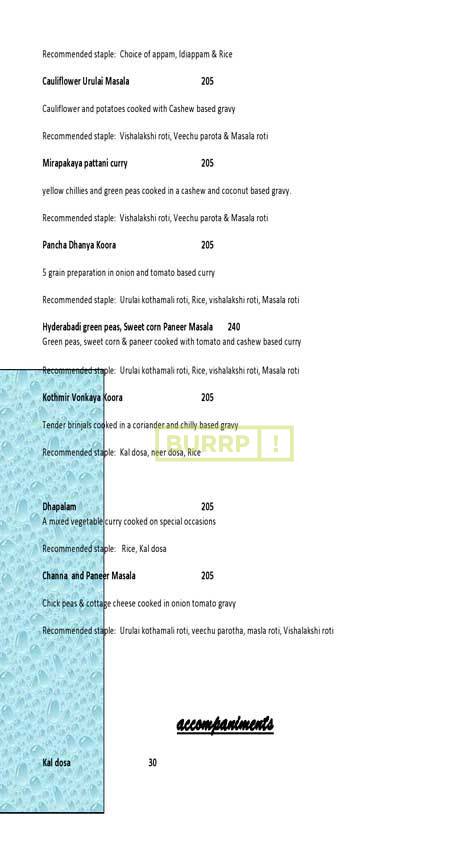 Recommended staple:  Choice of appam, Idiappam & Rice
Cauliflower Urulai Masala 205
Cauliflower and potatoes cooked with Cashew based gravy
Recommended staple:  Vishalakshi roti, Veechu parota & Masala roti
Mirapakaya pattani curry 205
yellow chillies and green peas cooked in a cashew and coconut based gravy.
Recommended staple:  Vishalakshi roti, Veechu parota & Masala roti
Pancha Dhanya Koora 205
5 grain preparation in onion and tomato based curry
Recommended staple:  Urulai kothamali roti, Rice, vishalakshi roti, Masala roti
Hyderabadi green peas, Sweet corn Paneer Masala 240
Green peas, sweet corn & paneer cooked with tomato and cashew based curry
Recommended staple:  Urulai kothamali roti, Rice, vishalakshi roti, Masala roti
Kothmir Vonkaya Koora 205
Tender brinjals cooked in a coriander and chilly based gravy
BURRP!
Recommended staple:  Kal dosa, neer dosa, Rice
Dhapalam 205
A mixed vegetable curry cooked on special occasions
Recommended staple:   Rice, Kal dosa
Channa  and Paneer Masala 205
Chick peas & cottage cheese cooked in onion tomato gravy
Recommended staple:  Urulai kothamali roti, veechu parotha, masla roti, Vishalakshi roti
accompaniments
Kal dosa 30